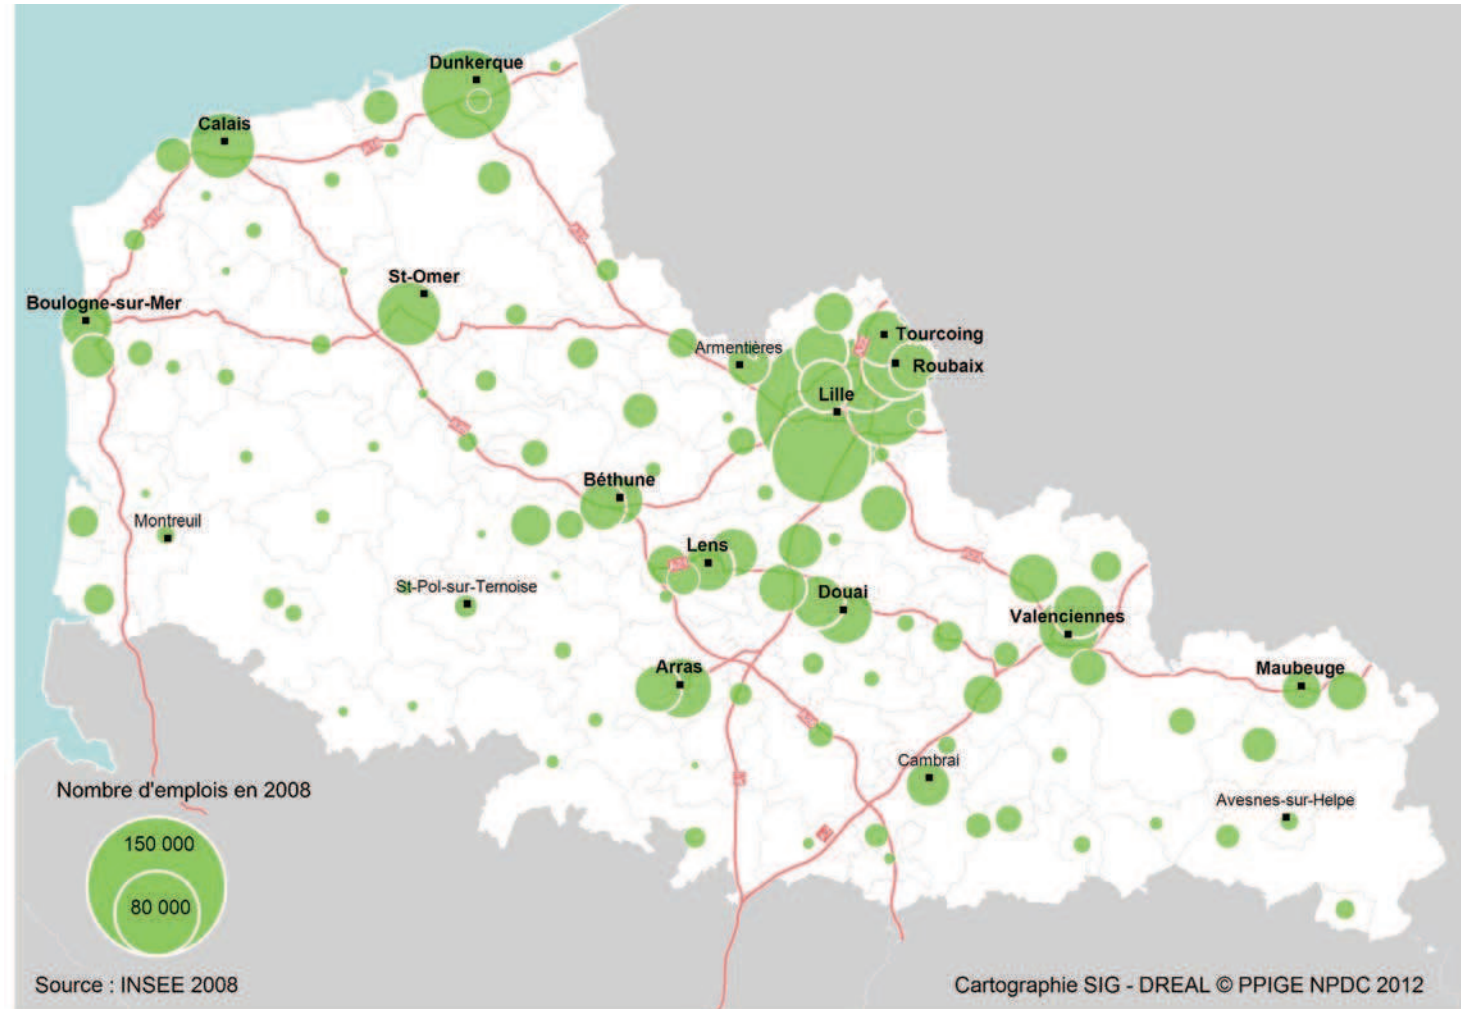 Dunkerque
Calais
St-Omer
Boulogne-sur-Mer
Tourcoing
Armentières
Roubaix
Lille
Béthune
Montreuil
Lens
St-Pol-sur-Ternoise
Douai
Valenciennes
Arras
Maubeuge
Cambrai
Avesnes-sur-Helpe
Nombre d'emplois en 2008
150 000
80 000
Source : INSEE 2008
Cartographie SIG - DREAL © PPIGE NPDC 2012